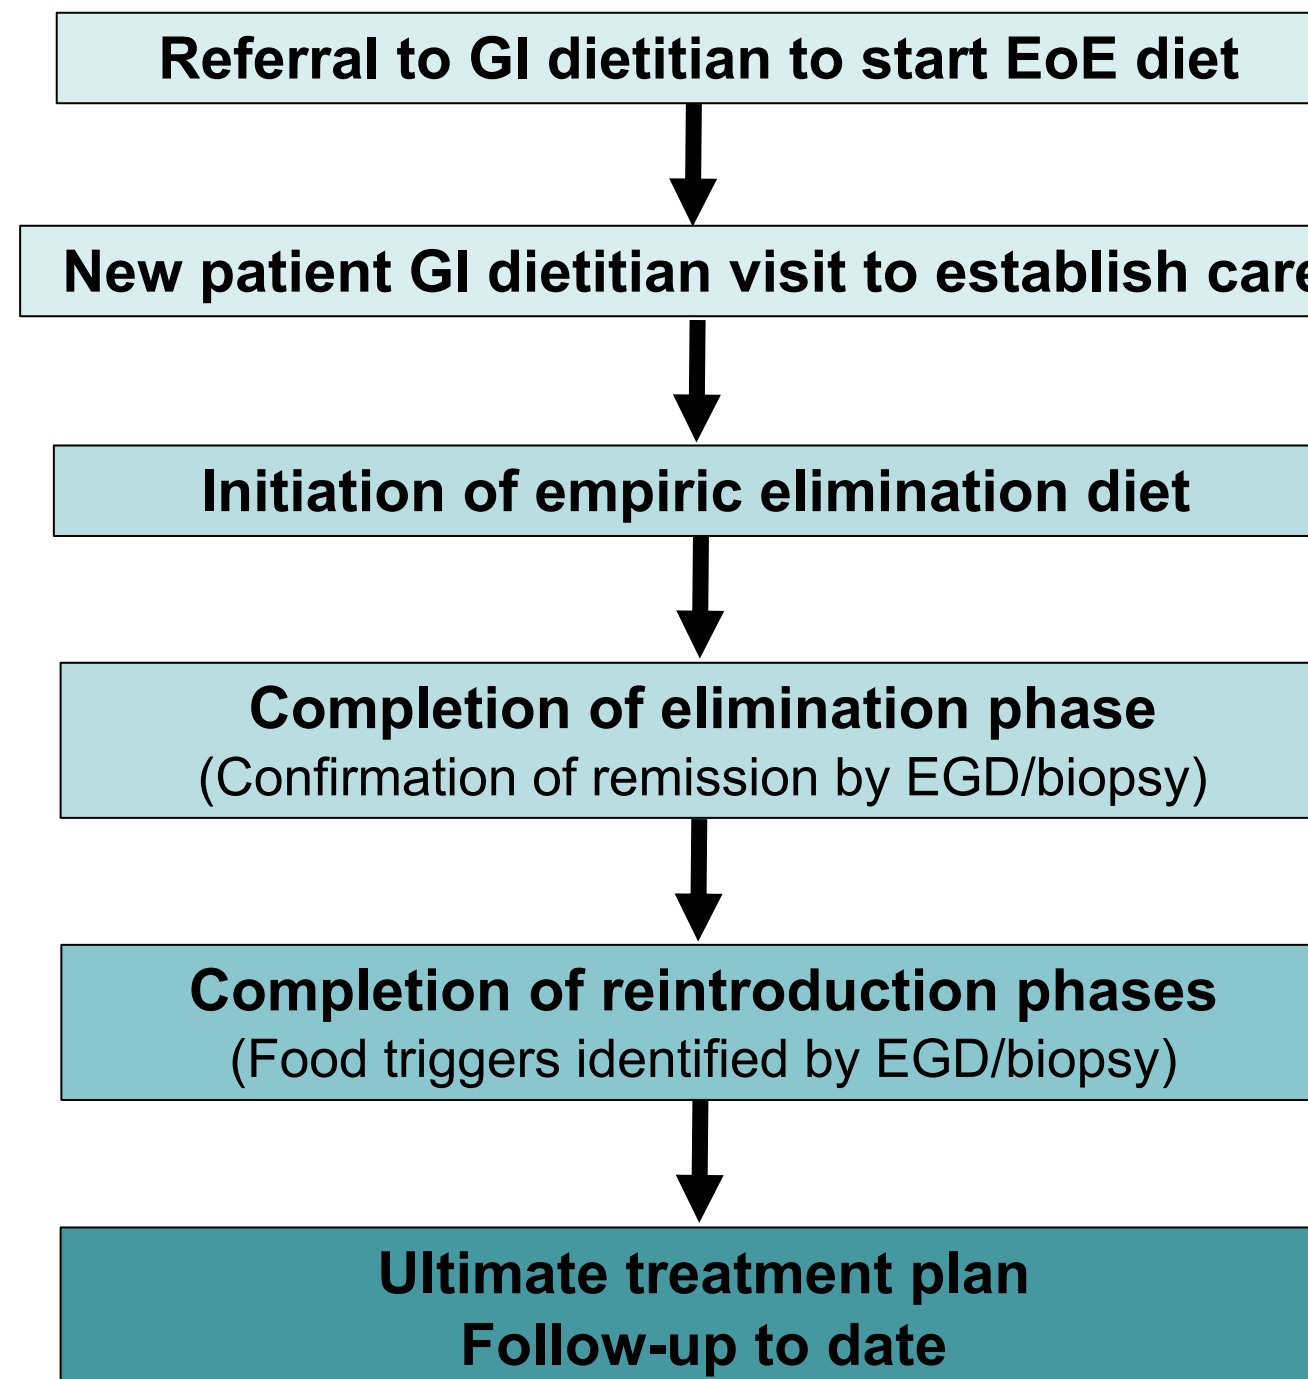 Referral to GI dietitian to start EoE diet
New patient GI dietitian visit to establish care
Initiation of empiric elimination diet
Completion of elimination phase
(Confirmation of remission by EGD/biopsy)
Completion of reintroduction phases
(Food triggers identified by EGD/biopsy)
Ultimate treatment plan
Follow-up to date